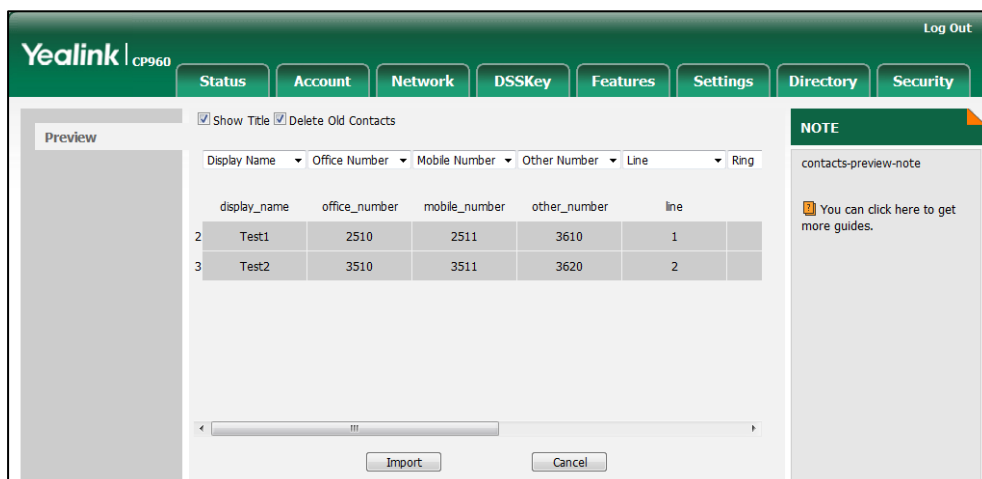 Log Out
Yealink CP960
Status Account Network DSSKey Features Settings Directory Security
Preview
Show Title Delete Old Contacts
Display Name Office Number Mobile Number Other Number Line Ring
display_name office_number mobile_number other_number line
2 Test1 2510 2511 3610 1
3 Test2 3510 3511 3620 2
Import Cancel
NOTE
contacts-preview-note
You can click here to get
more guides.